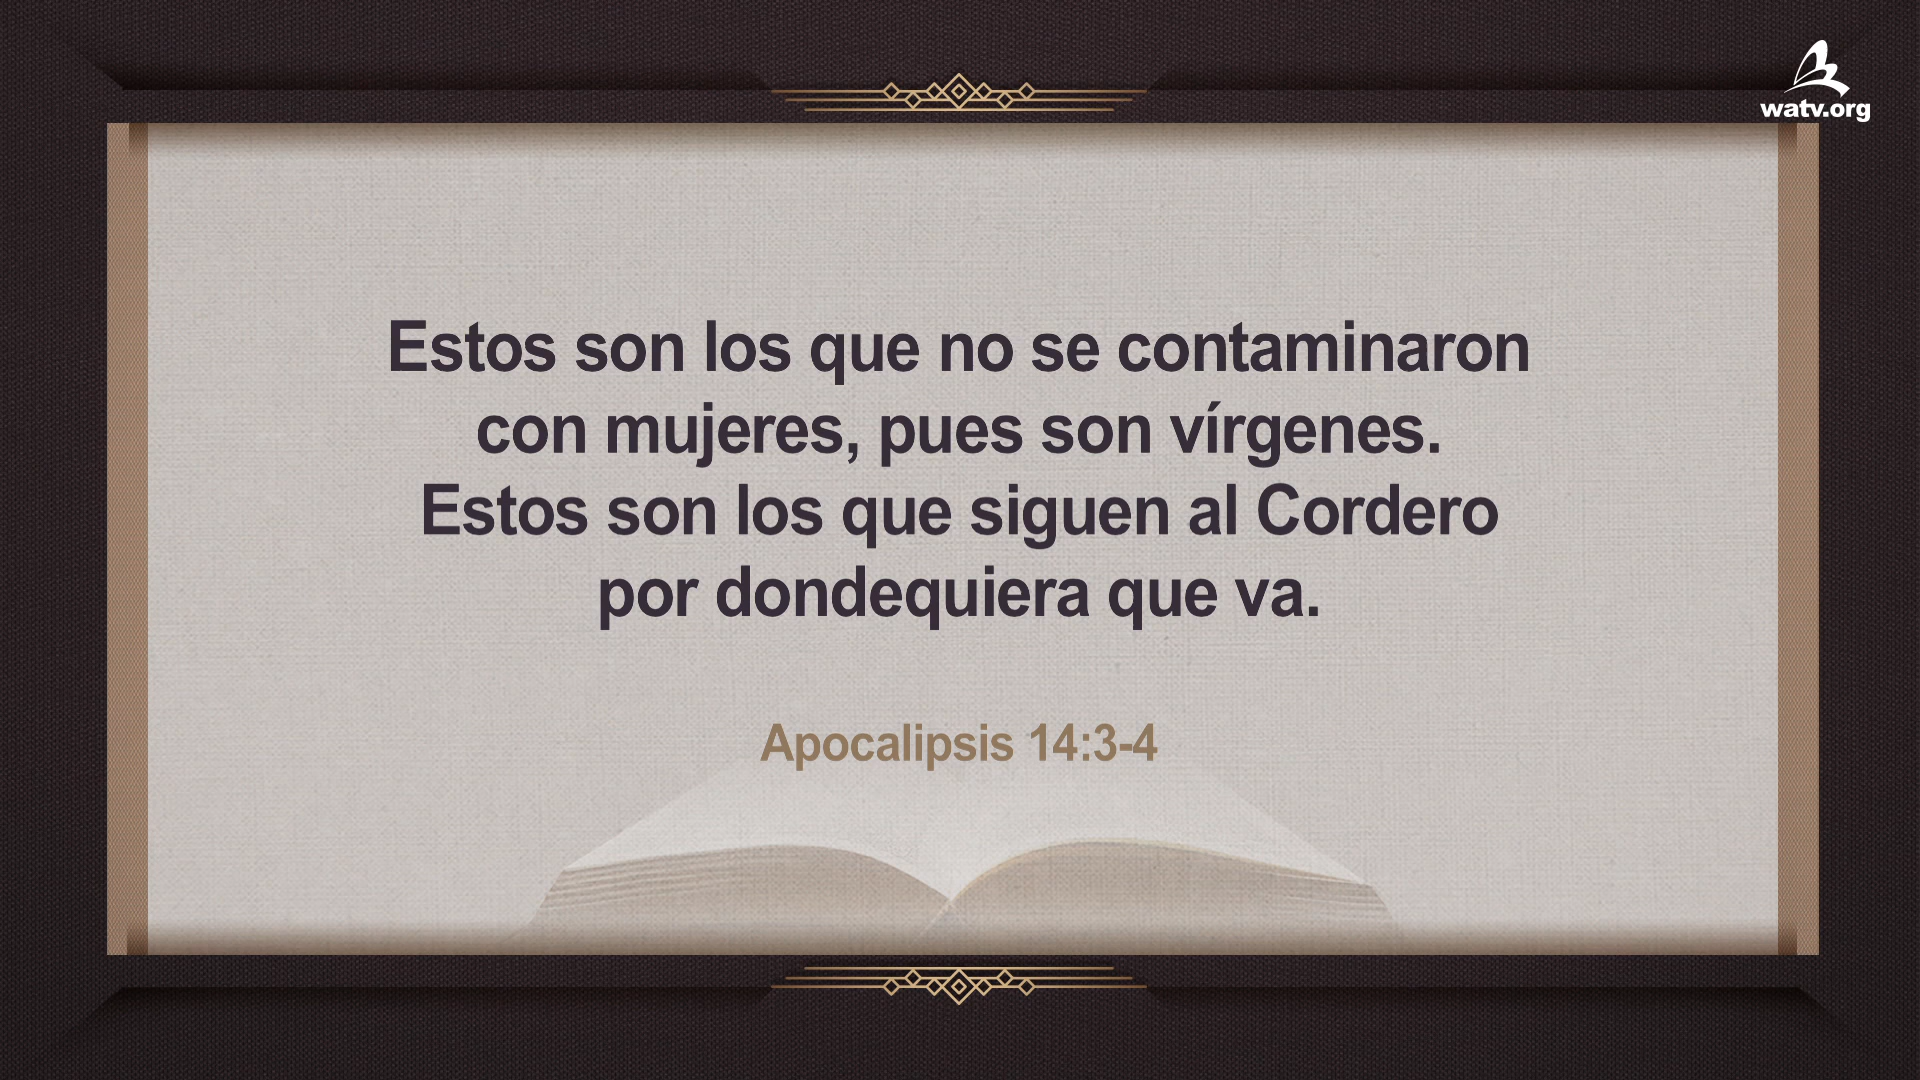 watv.org
Estos son los que no se contaminaron
con mujeres, pues son vírgenes.
Estos son los que siguen al Cordero
por dondequiera que va.
Apocalipsis 14:3-4